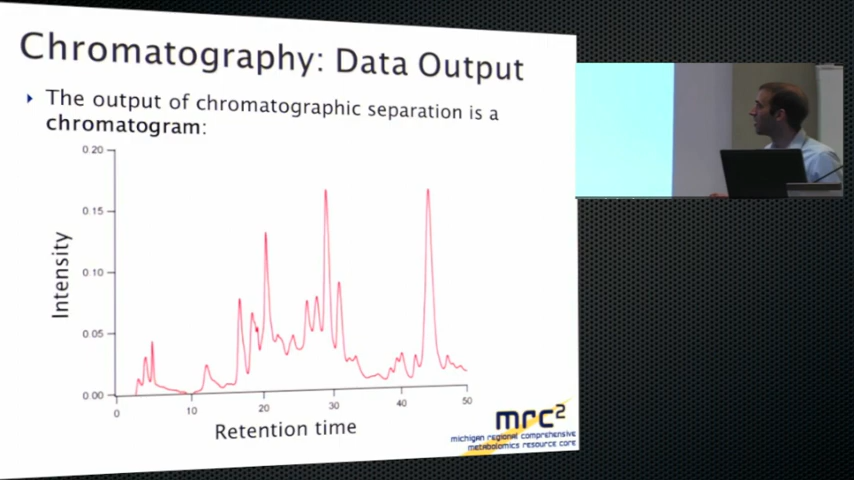 Chromatography: Data Output
The output of chromatographic separation is a
chromatogram:
0.20
0.15
0.10
0.05
0.00
Intensity
0
10
20
30
40
50
Retention time
mrc²
michigan regional comprehensive
metabolomics resource core